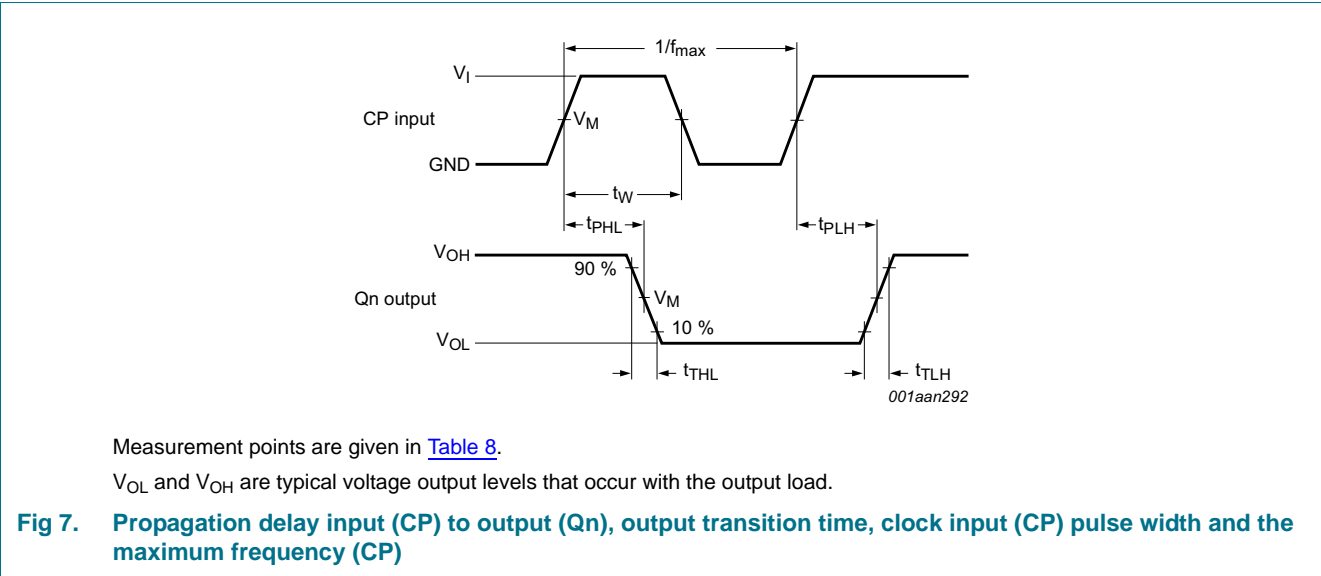 1/fmax
VI
CP input
VM
GND
tW
tPHL
tPLH
VOH
90 %
Qn output
VM
10 %
VOL
tTHL
tTLH
001aan292
Measurement points are given in Table 8.
VOL and VOH are typical voltage output levels that occur with the output load.
Fig 7. Propagation delay input (CP) to output (Qn), output transition time, clock input (CP) pulse width and the
maximum frequency (CP)